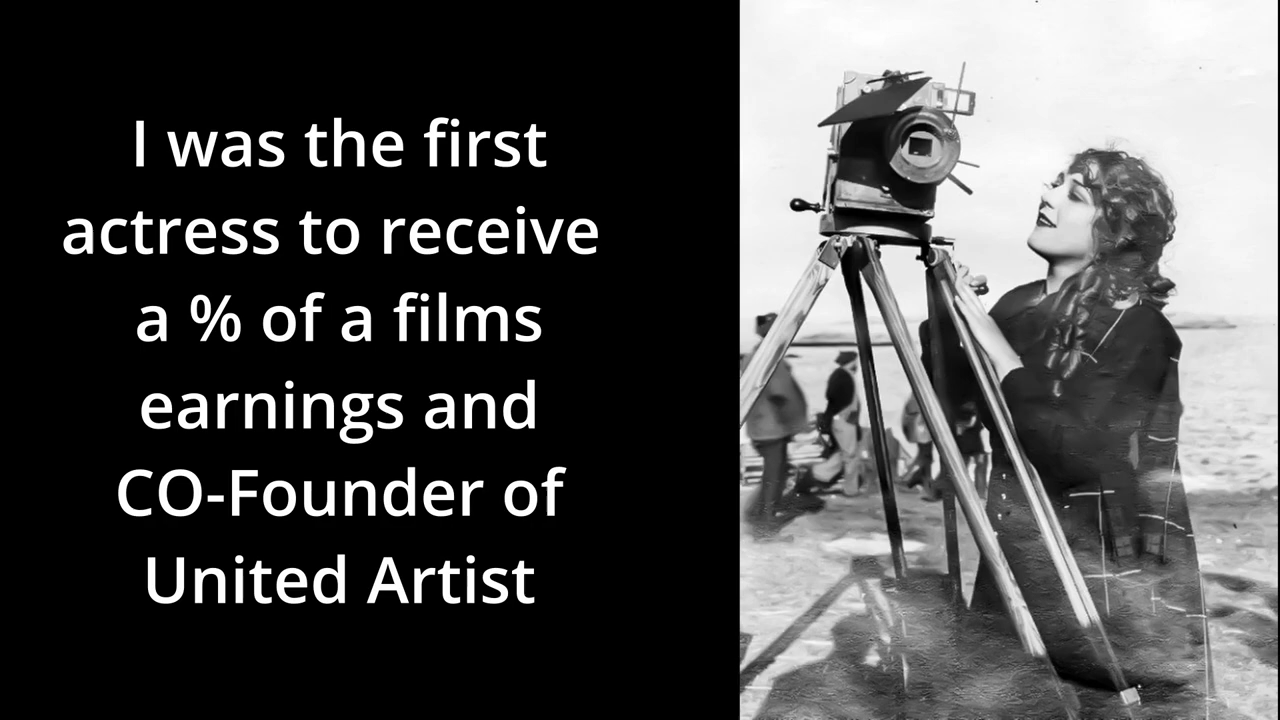 I was the first
actress to receive
a % of a films
earnings and
CO-Founder of
United Artist